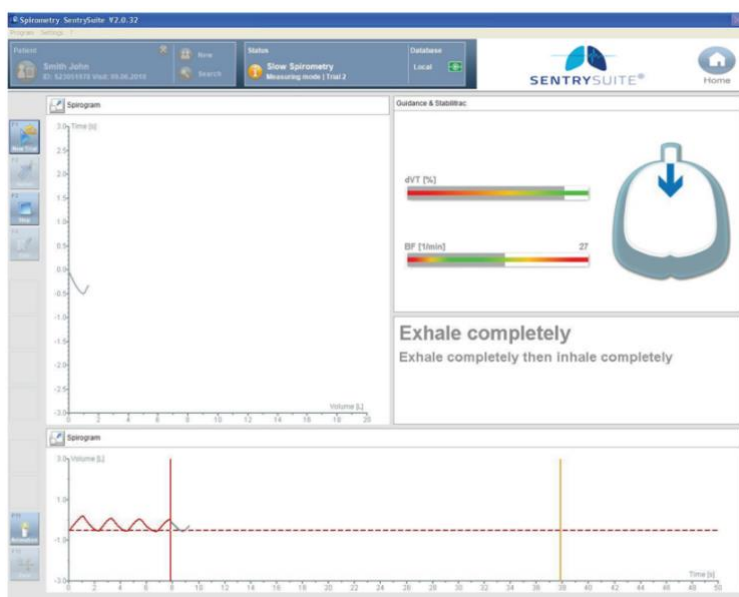 Spirometry SentrySuite V2.0.32
Program Settings ?
Patient
Smith John
New
Search
Status
Slow Spirometry
Measuring mode | Trial 2
Database
Local
SENTRYSUITE®
Home
Spirogram
3.0 Time [s]
2.5
2.0
1.5
1.0
0.5
0.0
-0.5
-1.0
-1.5
-2.0
-2.5
-3.0
Volume [L]
0 2 4 6 8 10 12 14 16 18 20
Guidance & Stabilitrac
dVT [%]
BF [1/min] 27
Exhale completely
Exhale completely then inhale completely
F1
New Trial
Stop
Spirogram
3.0 Volume [L]
1.0
-1.0
-3.0
Time [s]
0 2 4 6 8 10 12 14 16 18 20 22 24 26 28 30 32 34 36 38 40 42 44 46 48 50